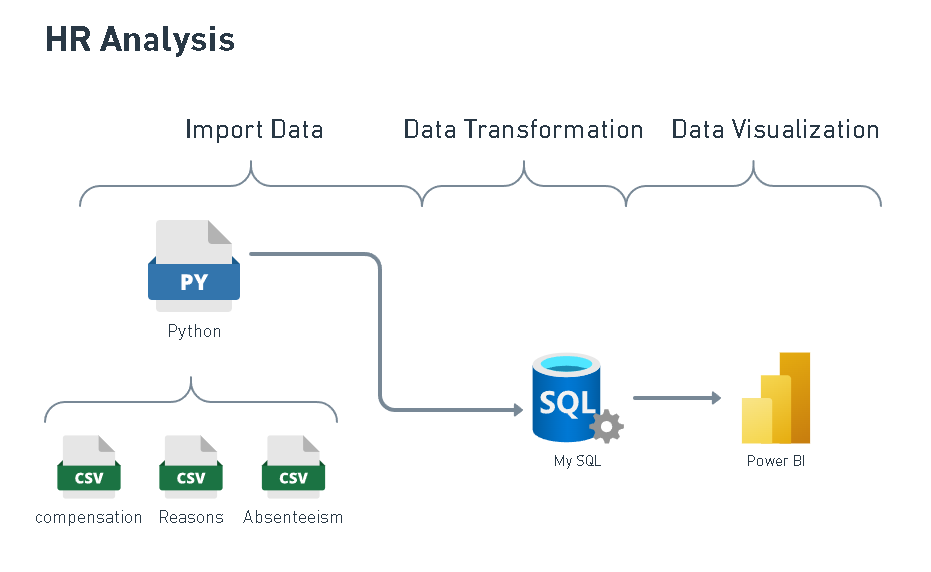 HR Analysis
Import Data
Data Transformation
Data Visualization
PY
Python
SQL
My SQL
Power BI
CSV
CSV
CSV
compensation
Reasons
Absenteeism